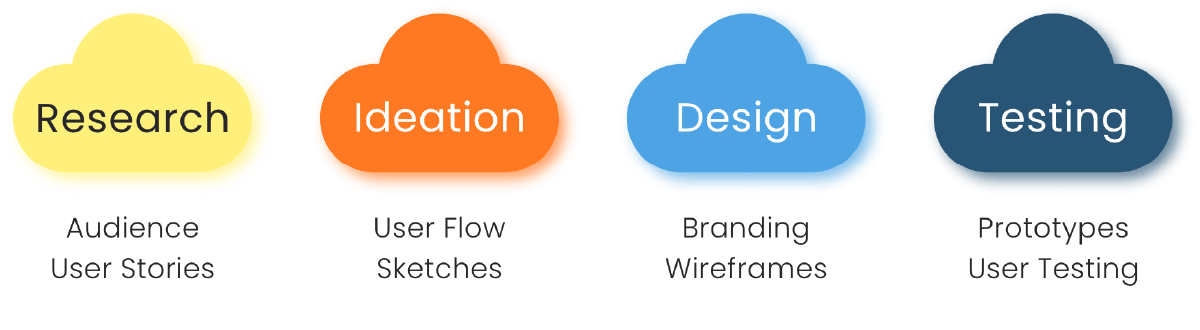 Research
Audience
User Stories
Ideation
User Flow
Sketches
Design
Branding
Wireframes
Testing
Prototypes
User Testing